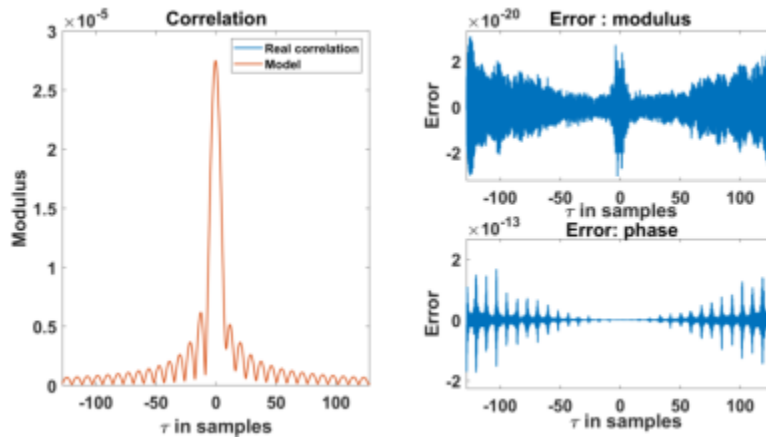 Correlation
×10⁻⁵
3
2.5
2
1.5
1
0.5
0
Modulus
Real correlation
Model
-100 -50 0 50 100
τ in samples
Error : modulus
×10⁻²⁰
2
0
-2
Error
-100 -50 0 50 100
τ in samples
Error: phase
×10⁻¹³
2
0
-2
Error
-100 -50 0 50 100
τ in samples